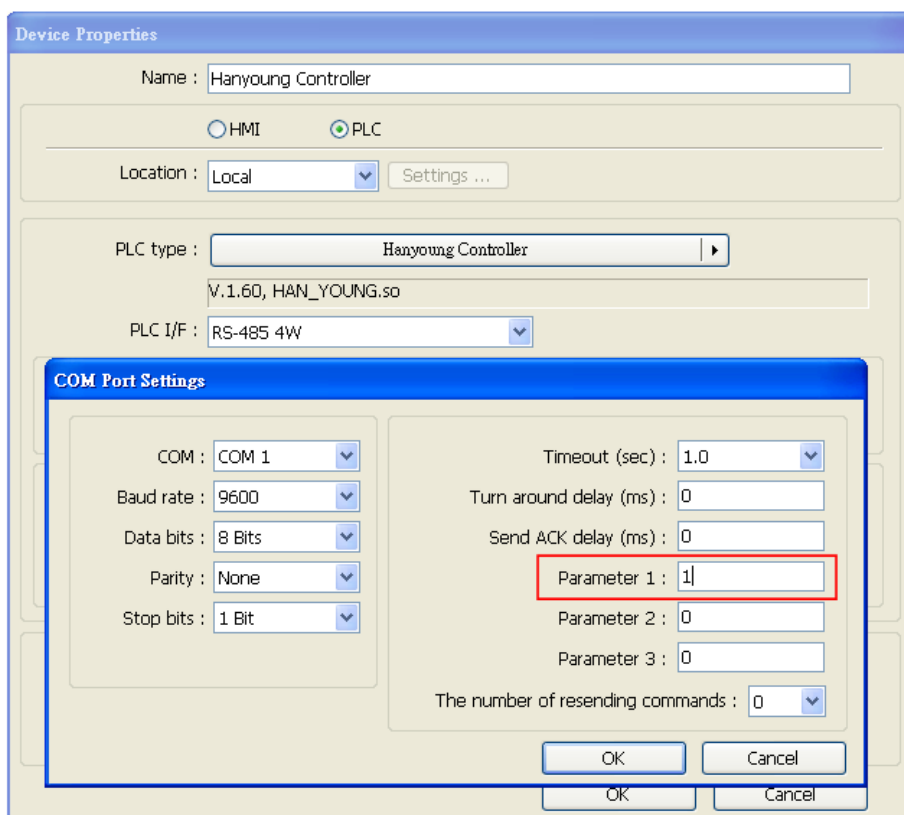 Device Properties
Name : Hanyoung Controller
HMI PLC
Location : Local Settings ...
PLC type : Hanyoung Controller
V.1.60, HAN_YOUNG.so
PLC I/F : RS-485 4W
COM Port Settings
COM : COM 1
Baud rate : 9600
Data bits : 8 Bits
Parity : None
Stop bits : 1 Bit
Timeout (sec) : 1.0
Turn around delay (ms) : 0
Send ACK delay (ms) : 0
Parameter 1 : 1
Parameter 2 : 0
Parameter 3 : 0
The number of resending commands : 0
OK Cancel
OK Cancel